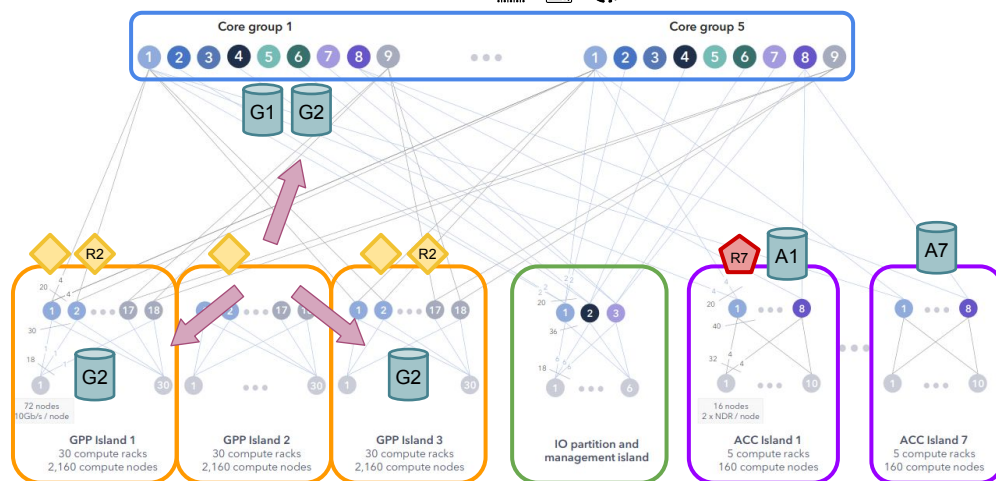 Core group 1
Core group 5
1 2 3 4 5 6 7 8 9
1 2 3 4 5 6 7 8 9
G1 G2
R2
R2
R7
A1
A7
4
20
4
1 2 17 18
30
18
1 30
G2
72 nodes
10Gb/s / node
GPP Island 1
30 compute racks
2,160 compute nodes
1 2 17
1 30
GPP Island 2
30 compute racks
2,160 compute nodes
1 2 17 18
1 30
G2
GPP Island 3
30 compute racks
2,160 compute nodes
20
1 2 3
36
18
1 6
IO partition and
management island
4
4
20
1 8
40
32
4
4
1 10
16 nodes
2 x NDR / node
ACC Island 1
5 compute racks
160 compute nodes
1 8
1 10
ACC Island 7
5 compute racks
160 compute nodes